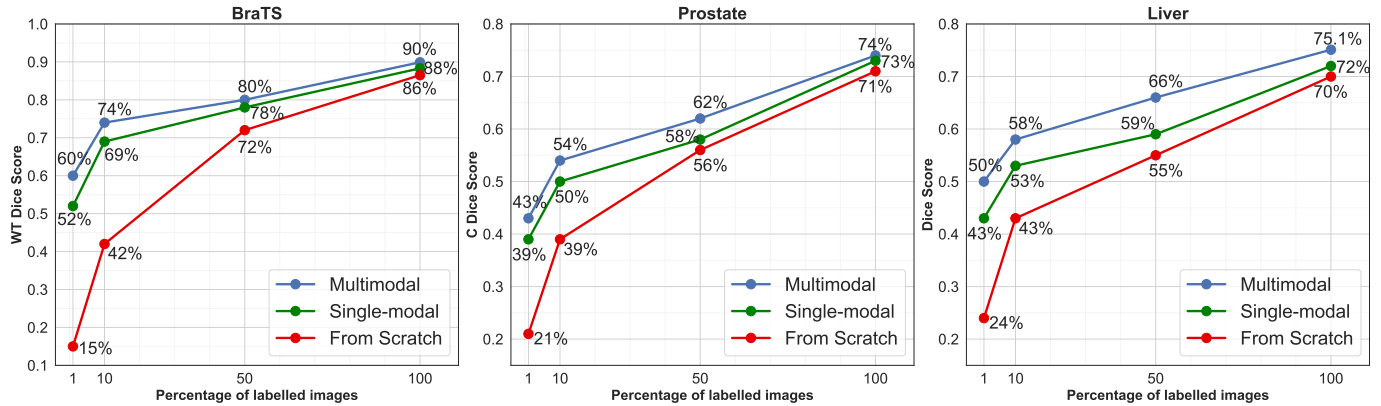 BraTS
WT Dice Score
1.0
0.9
0.8
0.7
0.6
0.5
0.4
0.3
0.2
0.1
60%
74%
80%
90%
52%
69%
78%
88%
15%
42%
72%
86%
Multimodal
Single-modal
From Scratch
1 10 50 100
Percentage of labelled images
Prostate
C Dice Score
0.8
0.7
0.6
0.5
0.4
0.3
0.2
43%
54%
62%
74%
39%
50%
58%
73%
21%
39%
56%
71%
Multimodal
Single-modal
From Scratch
1 10 50 100
Percentage of labelled images
Liver
Dice Score
0.8
0.7
0.6
0.5
0.4
0.3
0.2
50%
58%
66%
75.1%
43%
53%
59%
72%
24%
43%
55%
70%
Multimodal
Single-modal
From Scratch
1 10 50 100
Percentage of labelled images